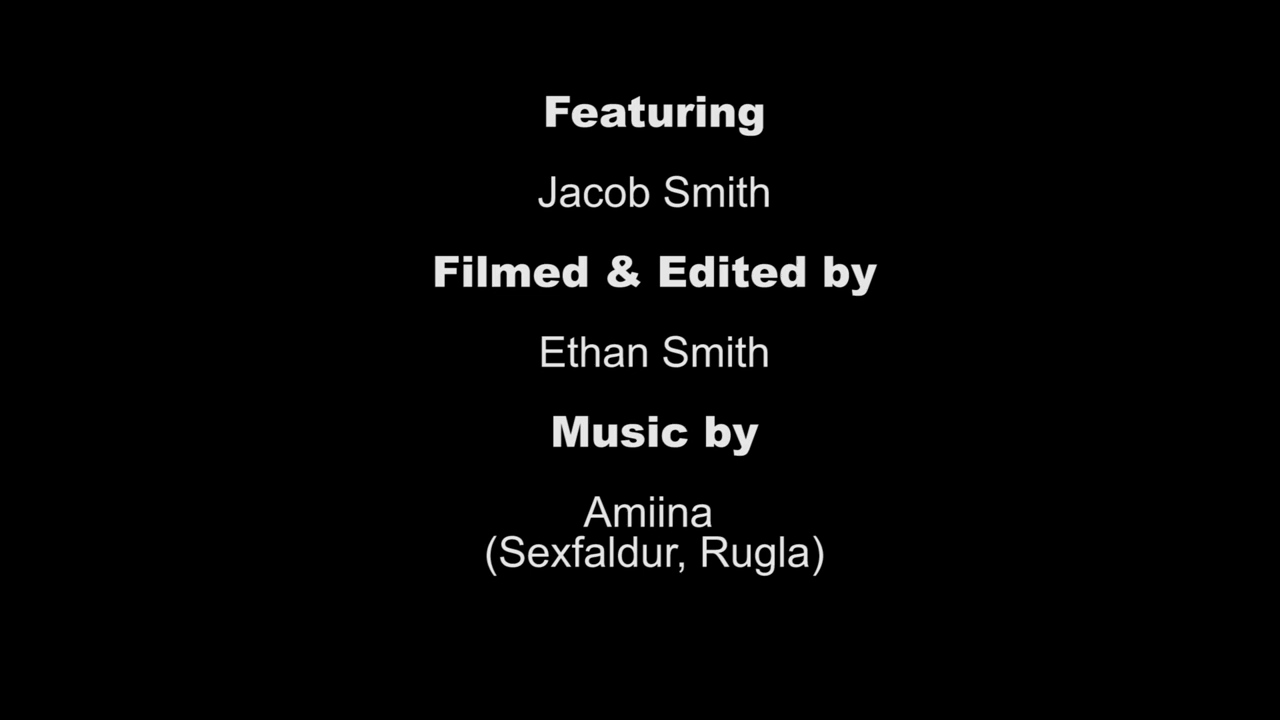 Featuring
Jacob Smith
Filmed & Edited by
Ethan Smith
Music by
Amiina
(Sexfaldur, Rugla)